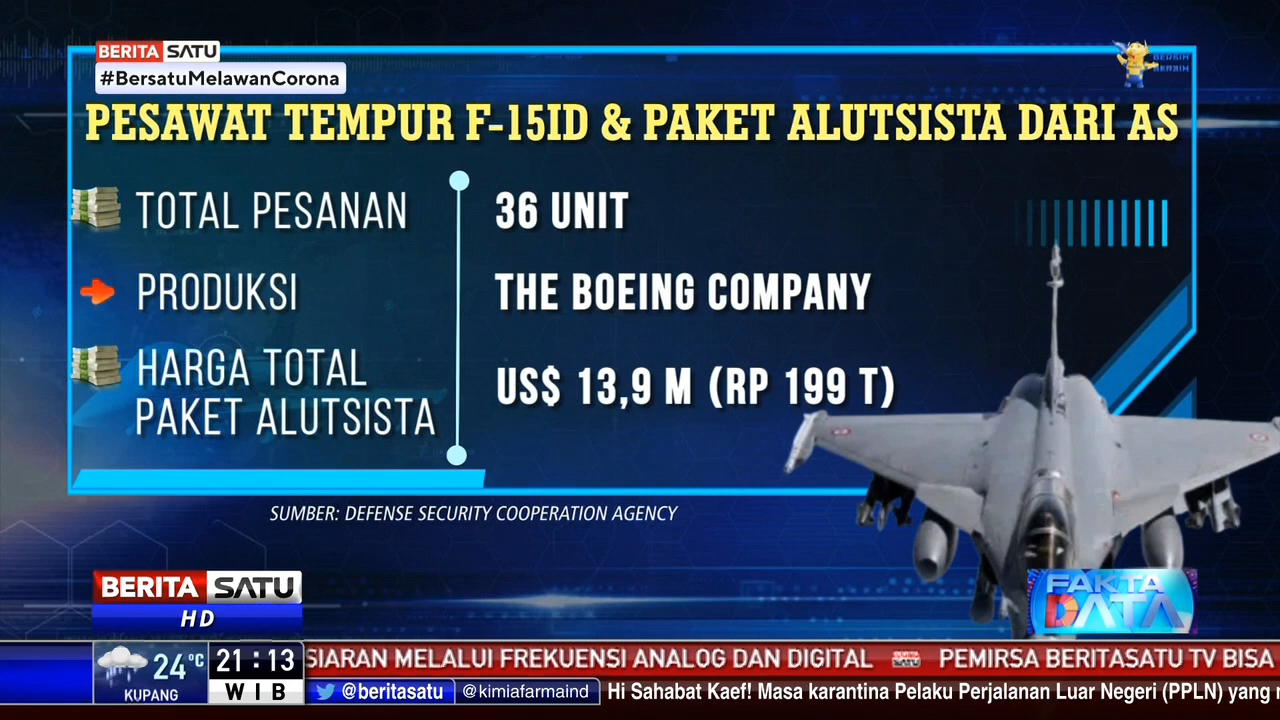 BERITA SATU
#BersatuMelawanCorona
BERSIH
BERSIH
PESAWAT TEMPUR F-15ID & PAKET ALUTSISTA DARI AS
TOTAL PESANAN
36 UNIT
PRODUKSI
THE BOEING COMPANY
HARGA TOTAL
PAKET ALUTSISTA
US$ 13,9 M (RP 199 T)
SUMBER: DEFENSE SECURITY COOPERATION AGENCY
BERITA SATU
HD
FAKTA
DATA
24°C
KUPANG
21:13
WIB
SIARAN MELALUI FREKUENSI ANALOG DAN DIGITAL
PEMIRSA BERITASATU TV BISA
@beritasatu
@kimiafarmaind
Hi Sahabat Kaef! Masa karantina Pelaku Perjalanan Luar Negeri (PPLN) yang